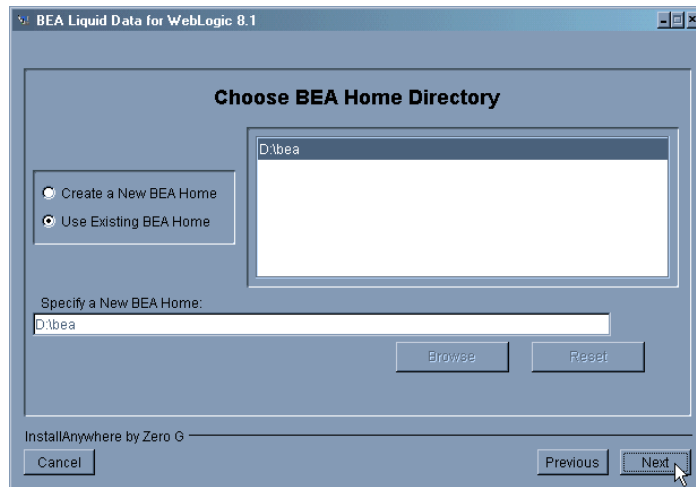 BEA Liquid Data for WebLogic 8.1
Choose BEA Home Directory
D:\bea
Create a New BEA Home
Use Existing BEA Home
Specify a New BEA Home:
D:\bea
Browse
Reset
InstallAnywhere by Zero G
Cancel
Previous
Next